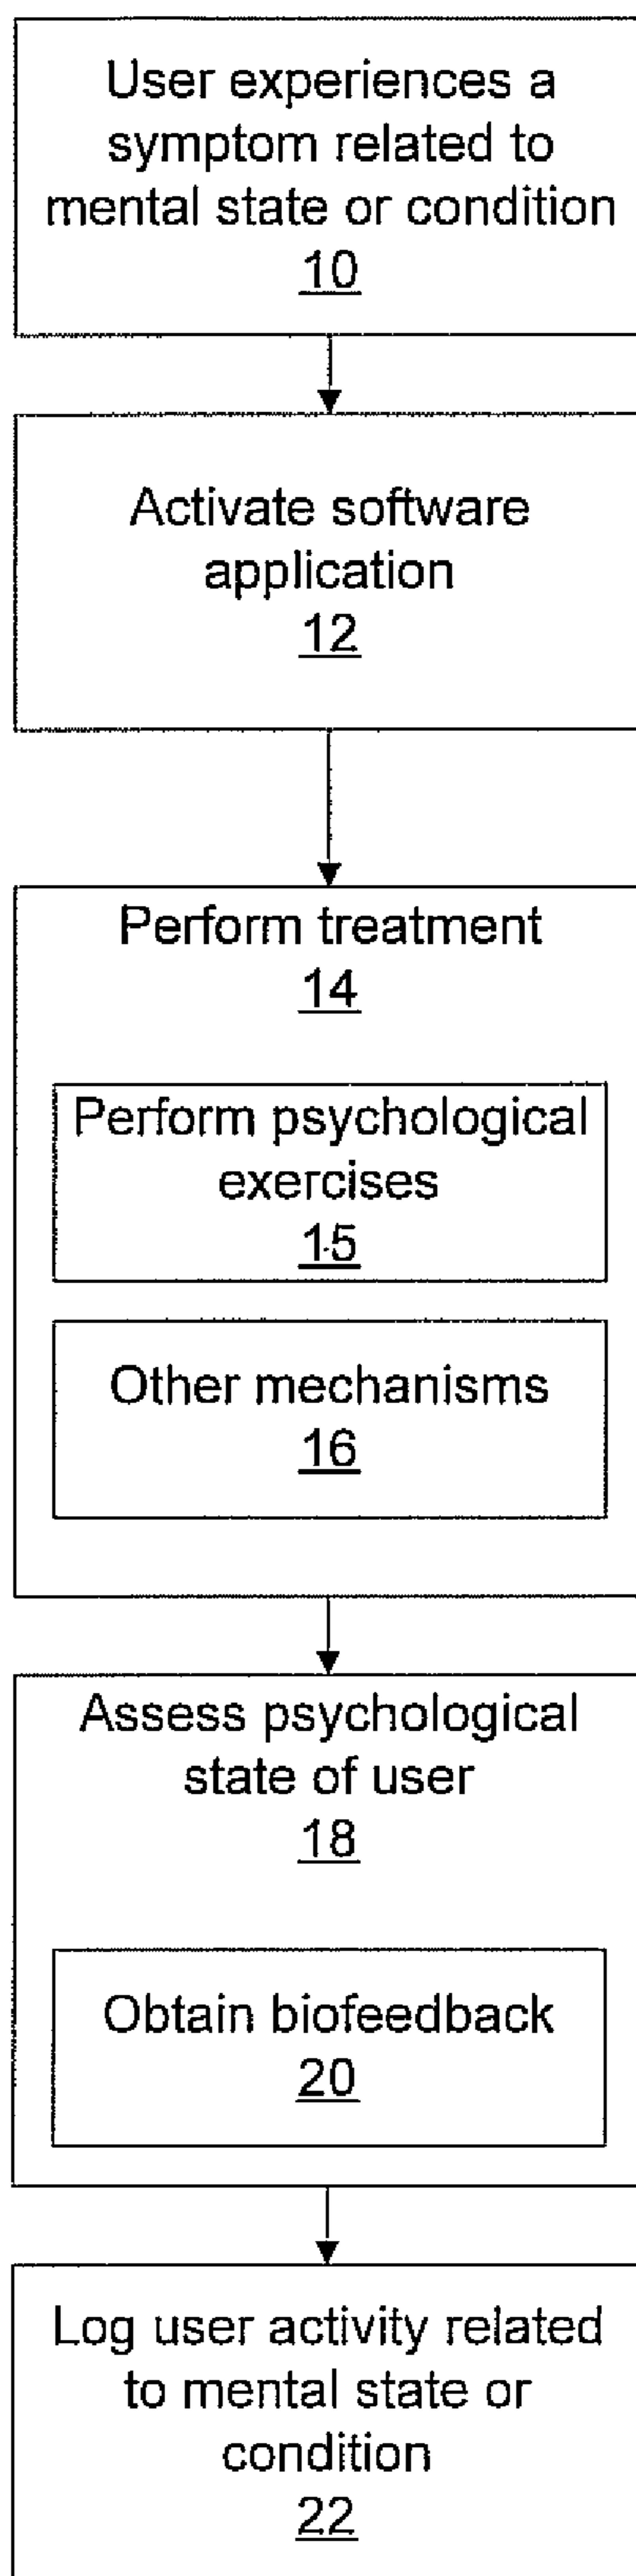 User experiences a
symptom related to
mental state or condition
10
Activate software
application
12
Perform treatment
14
Perform psychological
exercises
15
Other mechanisms
16
Assess psychological
state of user
18
Obtain biofeedback
20
Log user activity related
to mental state or
condition
22